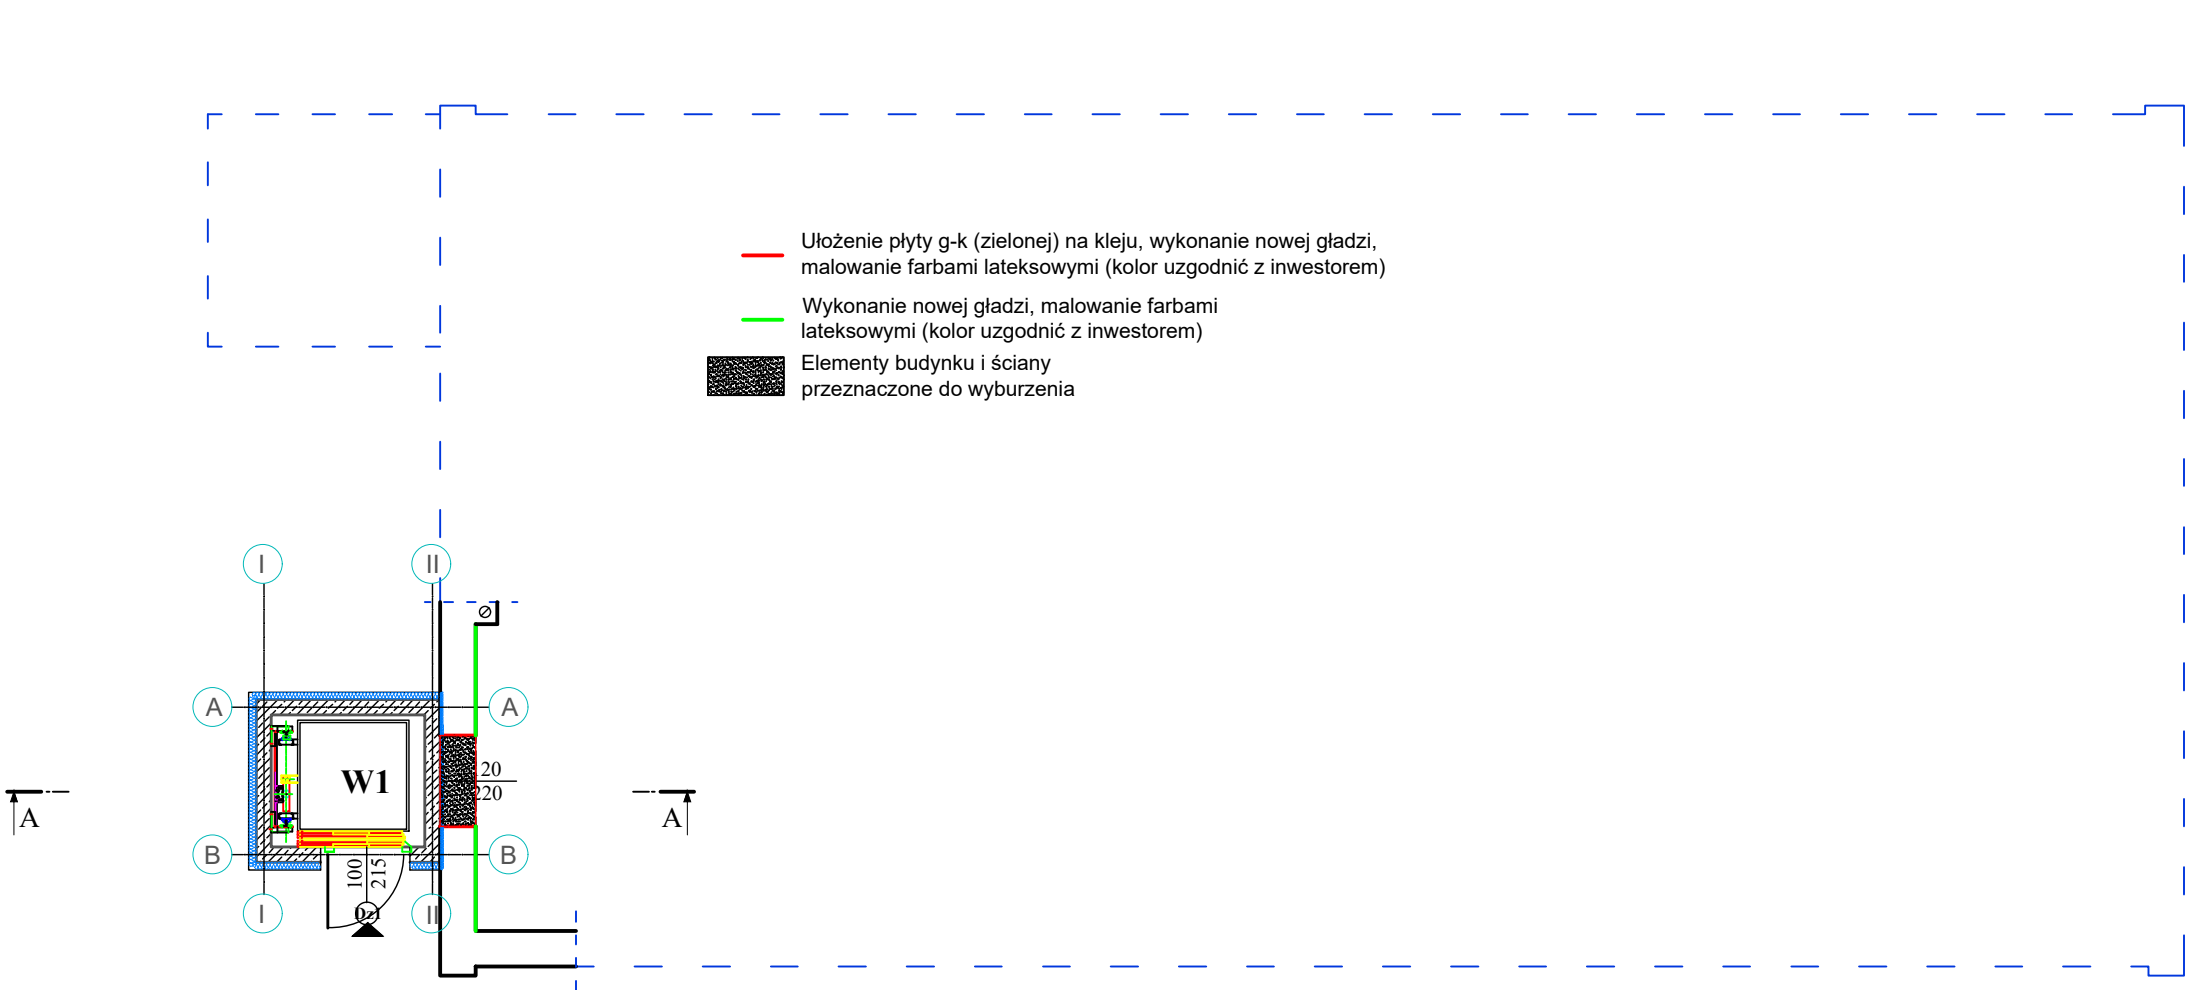 Ułożenie płyty g-k (zielonej) na kleju, wykonanie nowej gładzi,
malowanie farbami lateksowymi (kolor uzgodnić z inwestorem)
Wykonanie nowej gładzi, malowanie farbami
lateksowymi (kolor uzgodnić z inwestorem)
Elementy budynku i ściany
przeznaczone do wyburzenia
I
II
A
A
W1
20
220
A
A
B
B
100
215
I
Dz1
II